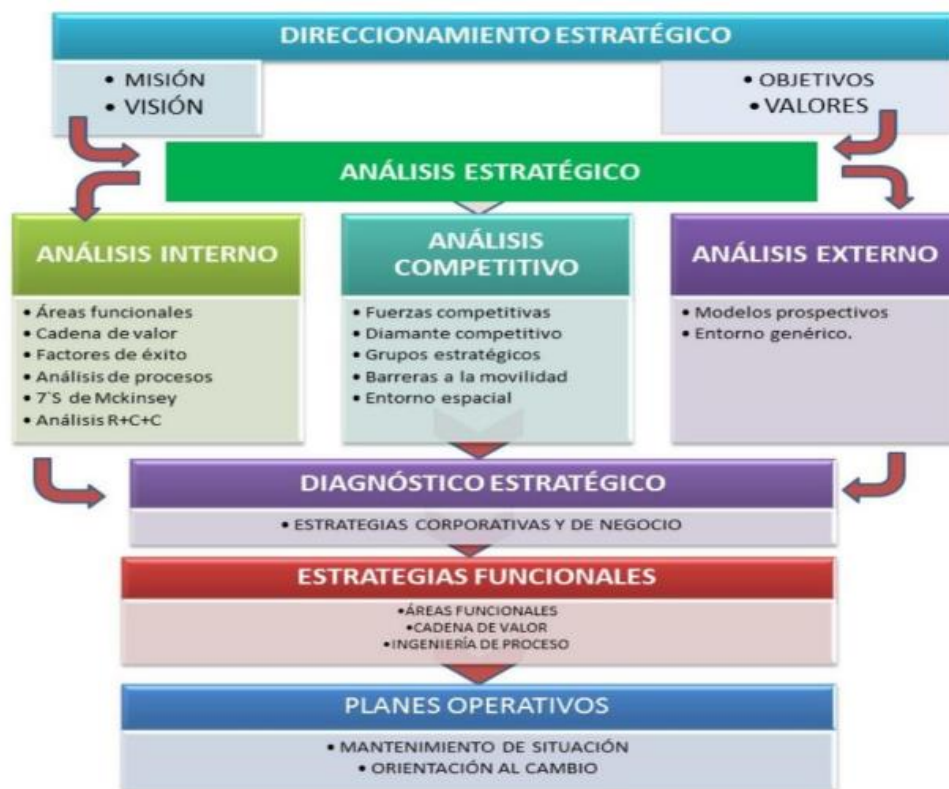 DIRECCIONAMIENTO ESTRATÉGICO
• MISIÓN
• VISIÓN
• OBJETIVOS
• VALORES
ANÁLISIS ESTRATÉGICO
ANÁLISIS INTERNO
• Áreas funcionales
• Cadena de valor
• Factores de éxito
• Análisis de procesos
• 7`S de Mckinsey
• Análisis R+C+C
ANÁLISIS
COMPETITIVO
• Fuerzas competitivas
• Diamante competitivo
• Grupos estratégicos
• Barreras a la movilidad
• Entorno espacial
ANÁLISIS EXTERNO
• Modelos prospectivos
• Entorno genérico.
DIAGNÓSTICO ESTRATÉGICO
• ESTRATEGIAS CORPORATIVAS Y DE NEGOCIO
ESTRATEGIAS FUNCIONALES
•ÁREAS FUNCIONALES
•CADENA DE VALOR
•INGENIERÍA DE PROCESO
PLANES OPERATIVOS
• MANTENIMIENTO DE SITUACIÓN
• ORIENTACIÓN AL CAMBIO